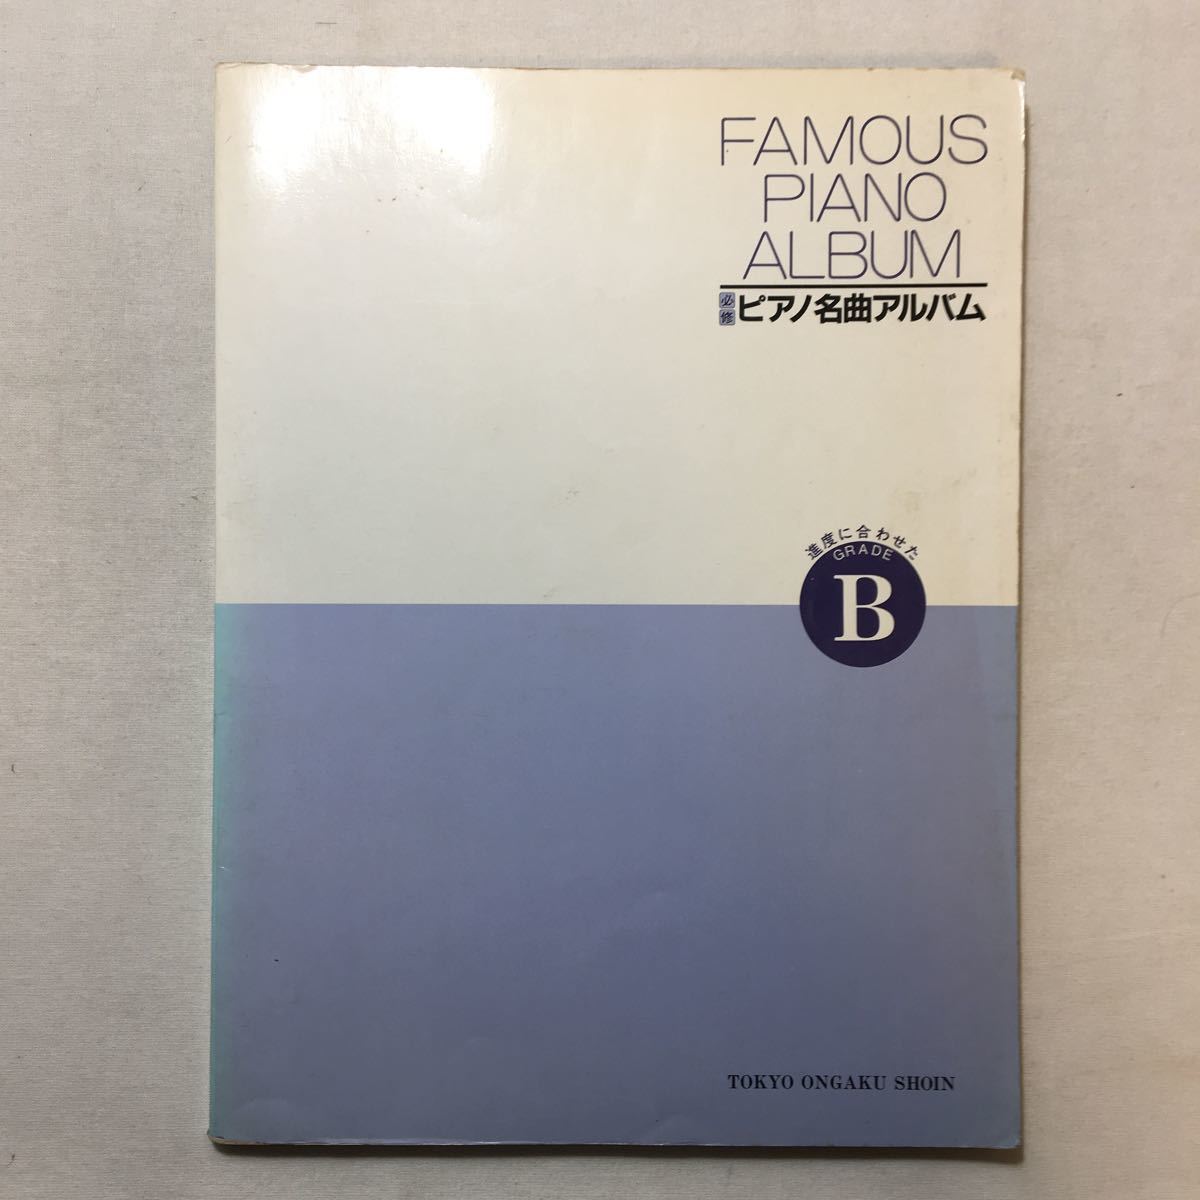 FAMOUS
PIANO
ALBUM
必修 ピアノ名曲アルバム
進度に合わせた
GRADE
B
TOKYO ONGAKU SHOIN